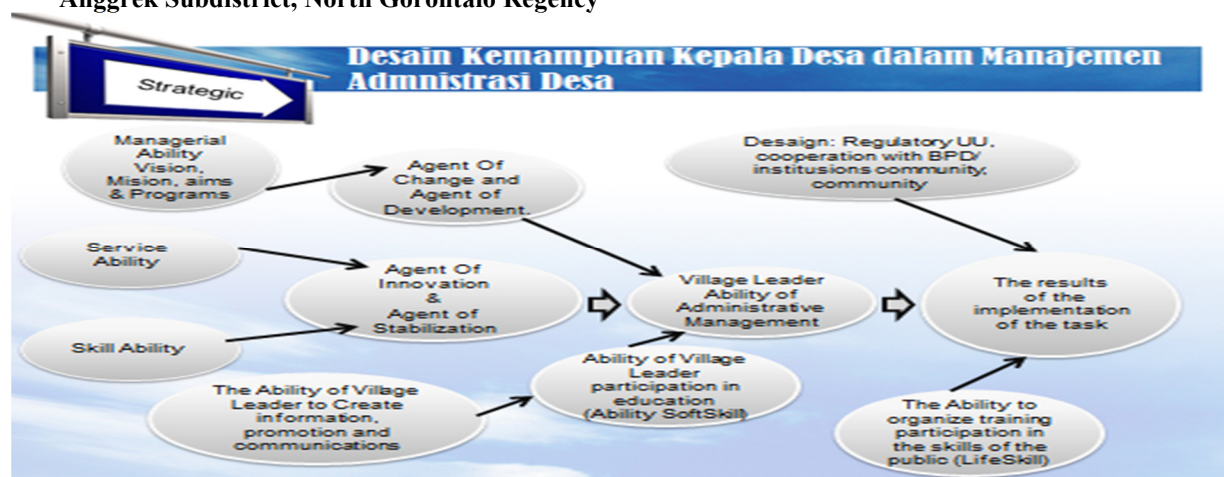 Anggrek Subdistrict, North Gorontalo Regency
Desain Kemampuan Kepala Desa dalam Manajemen
Admnistrasi Desa
Strategic
Managerial
Ability
Vision,
Mision, aims
& Programs
Agent Of
Change and
Agent of
Development.
Desaign: Regulatory UU,
cooperation with BPD/
institusions community,
community
Service
Ability
Agent Of
Innovation
&
Agent of
Stabilization
Village Leader
Ability of
Administrative
Management
The results
of the
implementation
of the task
Skill Ability
The Ability of Village
Leader to Create
information,
promotion and
communications
Ability of Village
Leader
participation in
education
(Ability SoftSkill)
The Ability to
organize training
participation in
the skills of the
public (LifeSkill)